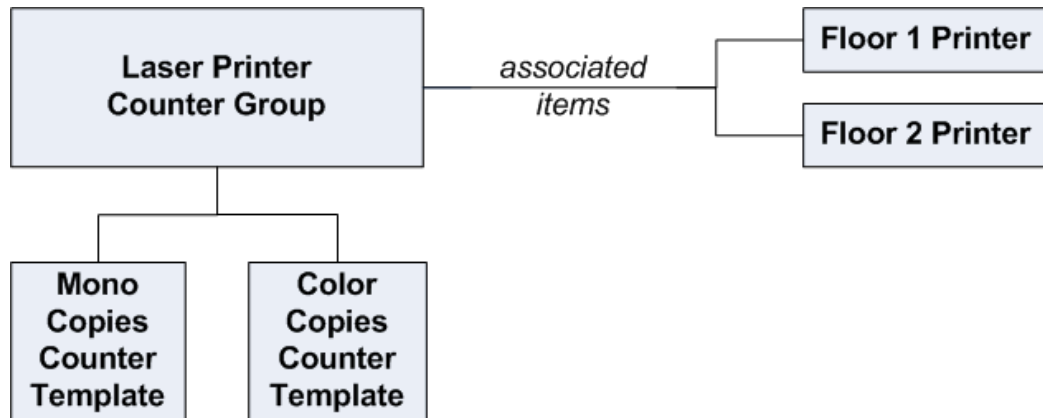 Laser Printer
Counter Group
associated
items
Floor 1 Printer
Floor 2 Printer
Mono
Copies
Counter
Template
Color
Copies
Counter
Template